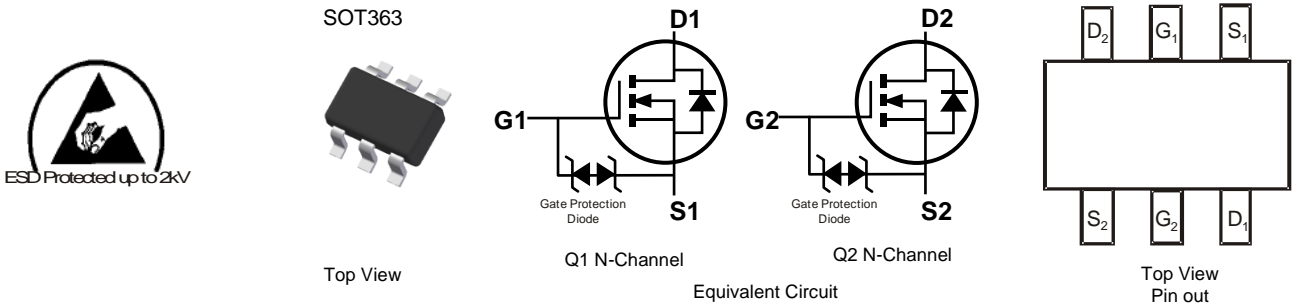 ESD Protected up to 2kV
SOT363
Top View
D1
G1
Gate Protection
Diode
S1
Q1 N-Channel
D2
G2
Gate Protection
Diode
S2
Q2 N-Channel
Equivalent Circuit
D2 G1 S1
S2 G2 D1
Top View
Pin out